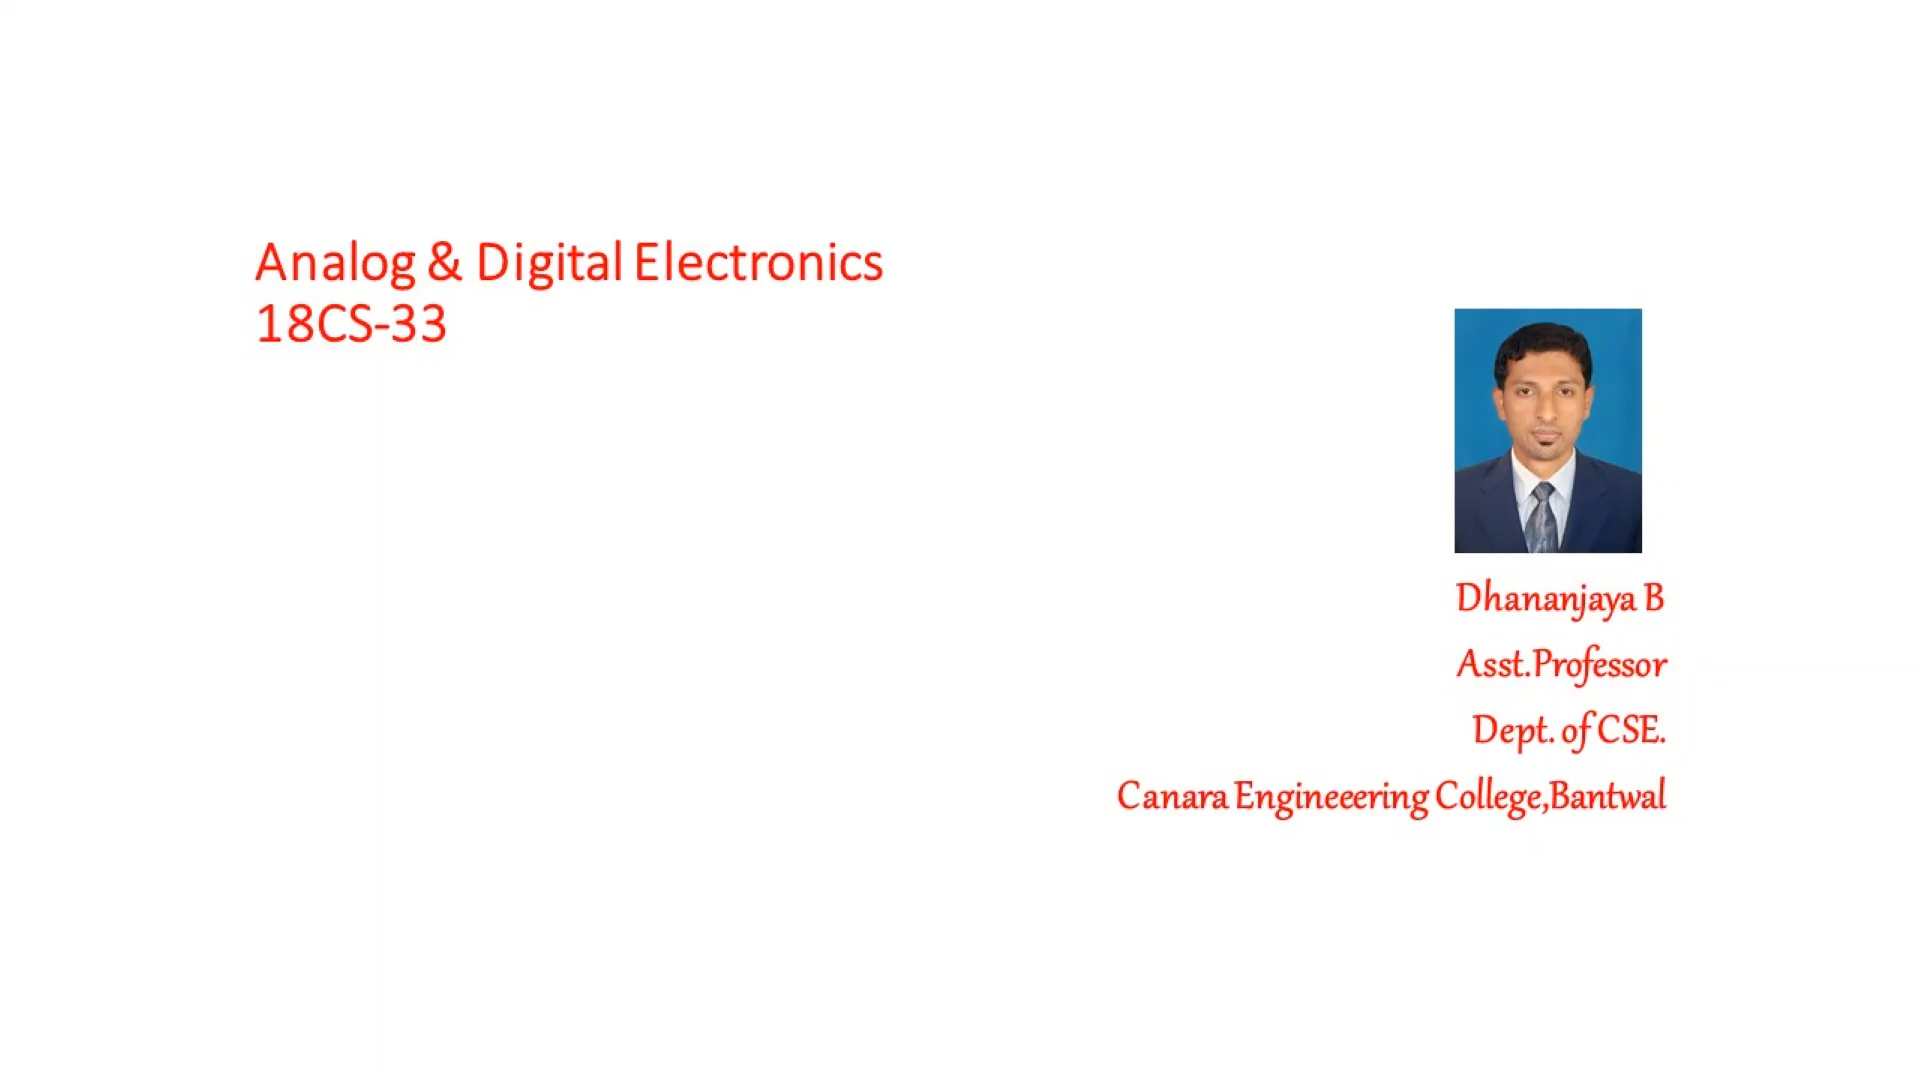 Analog & Digital Electronics
18CS-33
Dhananjaya B
Asst.Professor
Dept. of CSE.
Canara Engineeering College,Bantwal